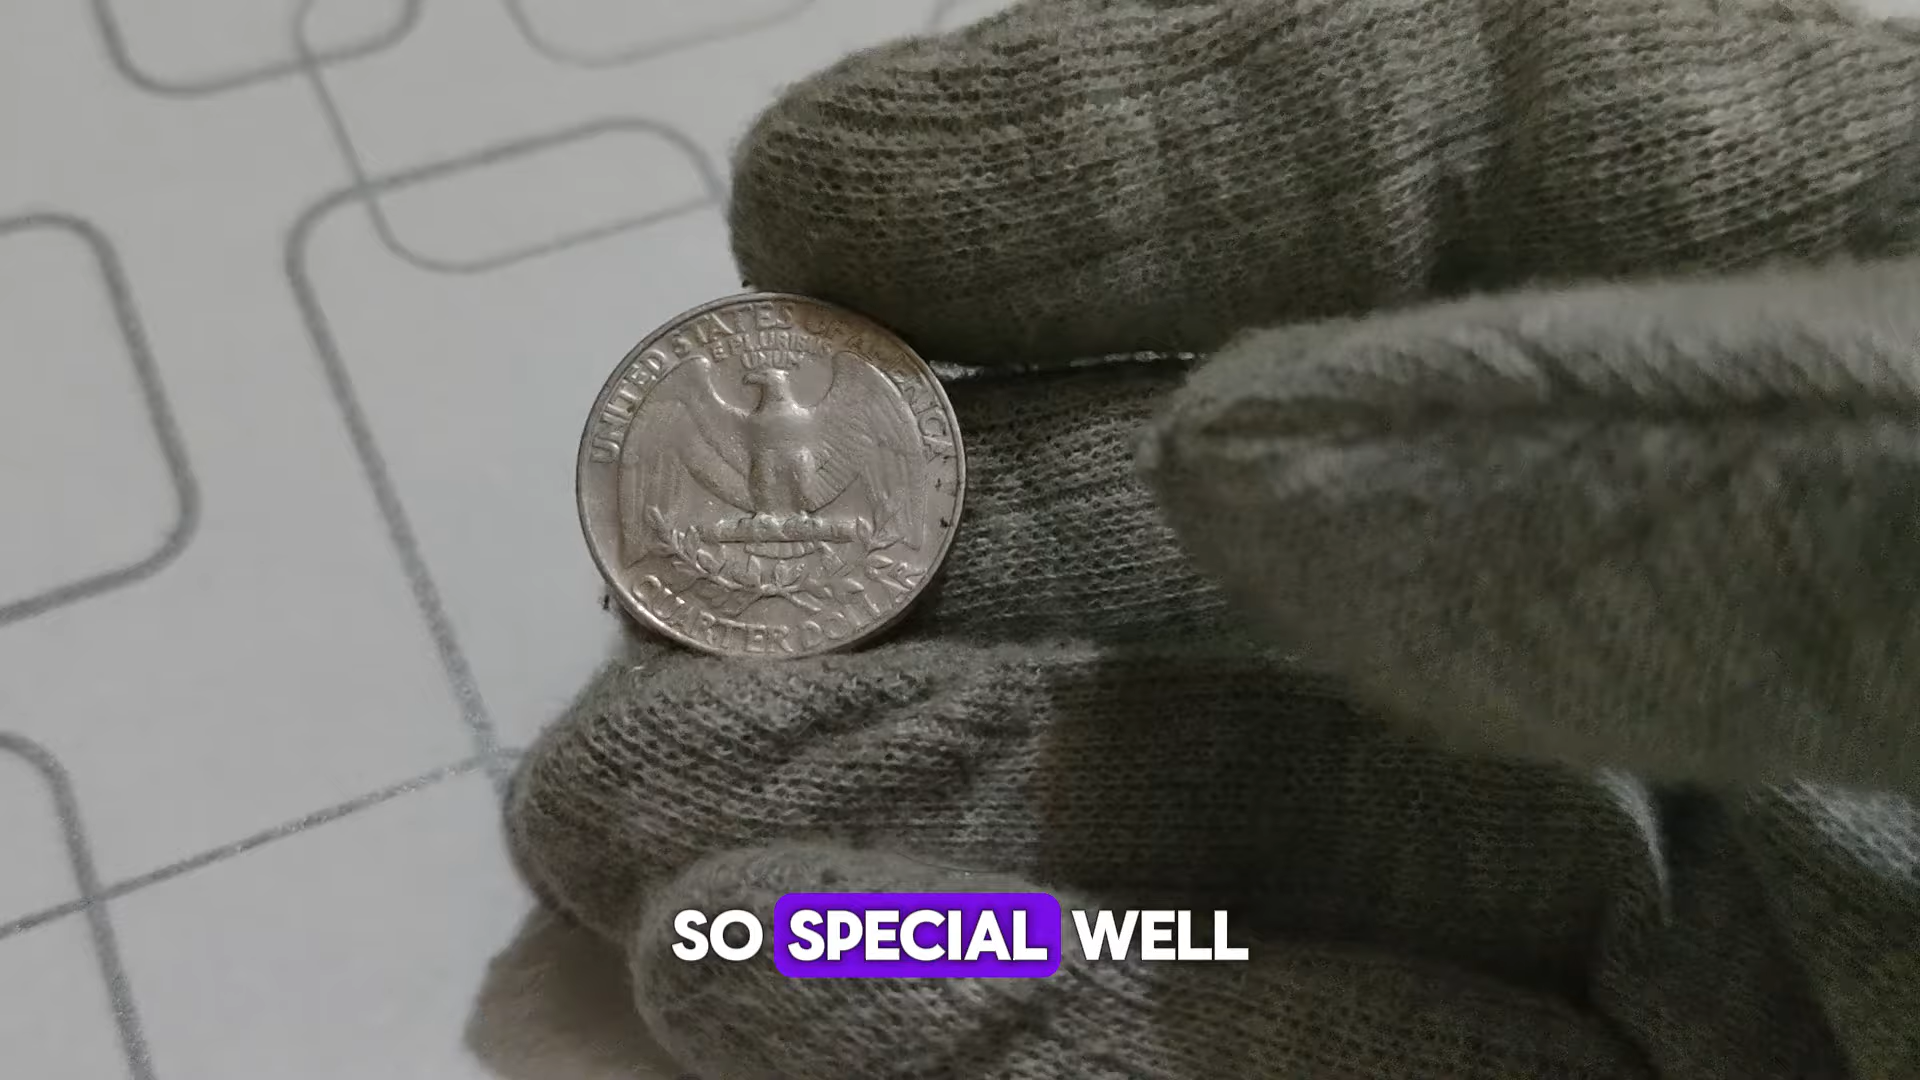 UNITED STATES OF AMERICA
E PLURIBUS
UNUM
QUARTER DOLLAR
SO SPECIAL WELL